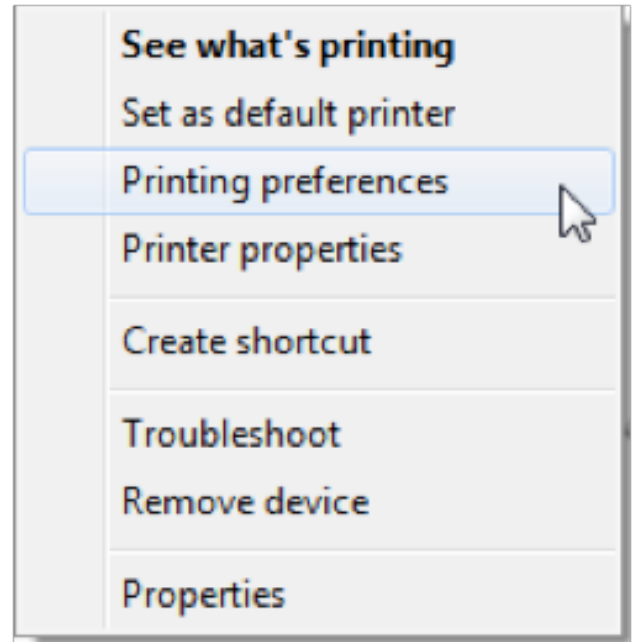 See what's printing
Set as default printer
Printing preferences
Printer properties
Create shortcut
Troubleshoot
Remove device
Properties